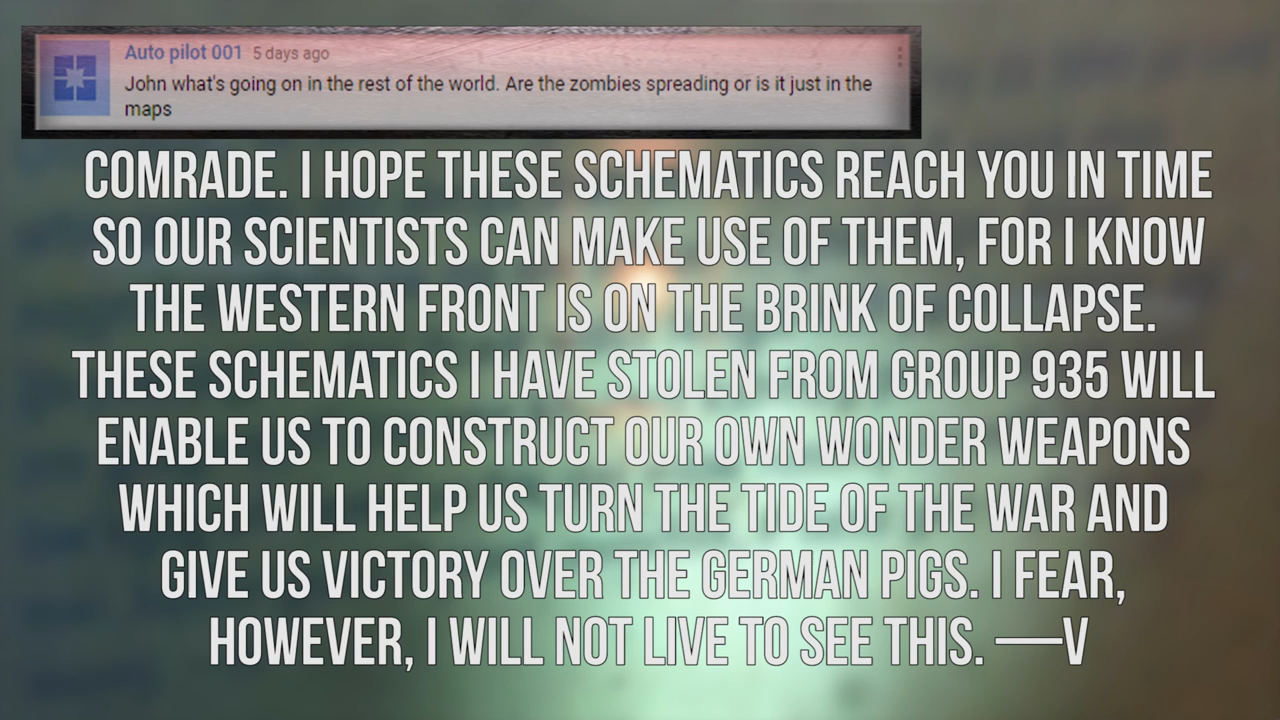 Auto pilot 001 5 days ago
John what's going on in the rest of the world. Are the zombies spreading or is it just in the
maps
COMRADE. I HOPE THESE SCHEMATICS REACH YOU IN TIME
SO OUR SCIENTISTS CAN MAKE USE OF THEM, FOR I KNOW
THE WESTERN FRONT IS ON THE BRINK OF COLLAPSE.
THESE SCHEMATICS I HAVE STOLEN FROM GROUP 935 WILL
ENABLE US TO CONSTRUCT OUR OWN WONDER WEAPONS
WHICH WILL HELP US TURN THE TIDE OF THE WAR AND
GIVE US VICTORY OVER THE GERMAN PIGS. I FEAR,
HOWEVER, I WILL NOT LIVE TO SEE THIS. —V